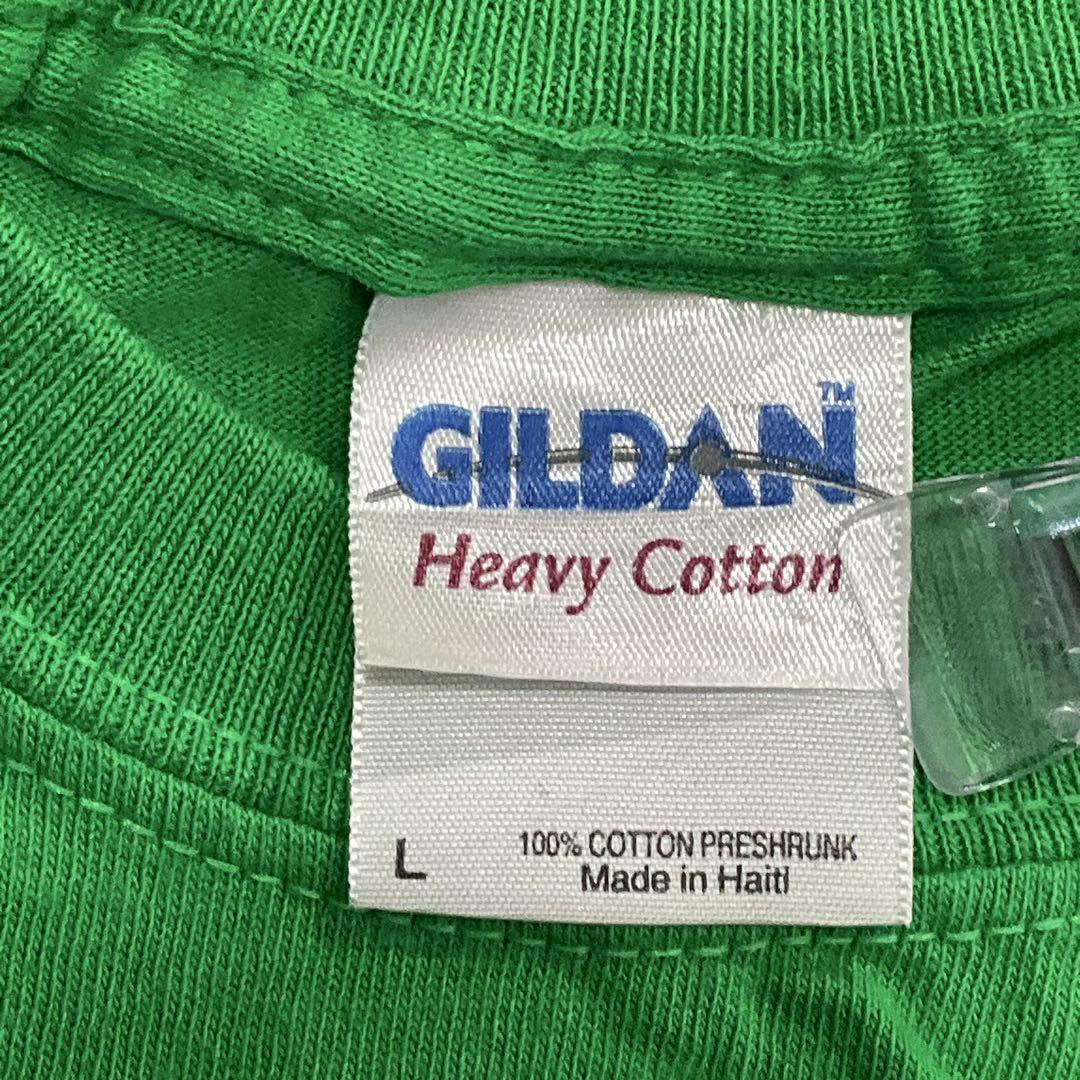 GILDAN™
Heavy Cotton
L
100% COTTON PRESHRUNK
Made in Haiti